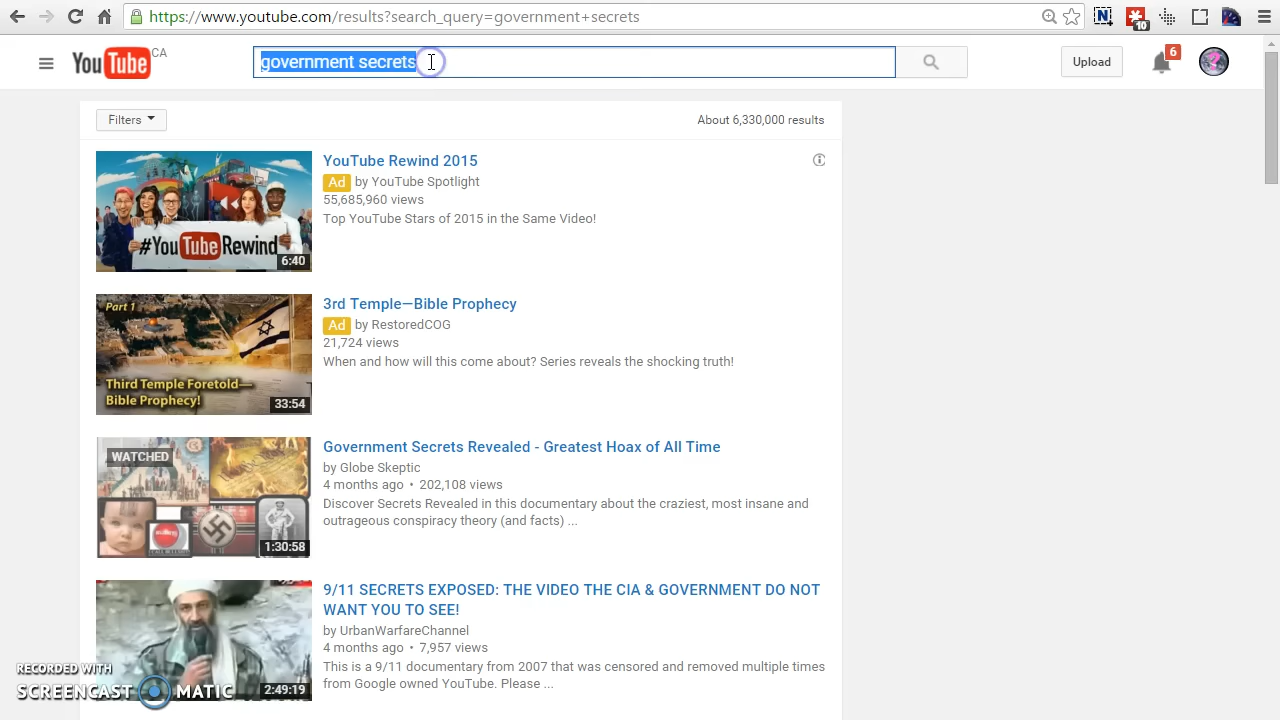 https://www.youtube.com/results?search_query=government+secrets
10
YouTube CA
government secrets
Upload
6
Filters
About 6,330,000 results
#YouTubeRewind
6:40
YouTube Rewind 2015
Ad by YouTube Spotlight
55,685,960 views
Top YouTube Stars of 2015 in the Same Video!
Part 1
Third Temple Foretold—
Bible Prophecy!
33:54
3rd Temple—Bible Prophecy
Ad by RestoredCOG
21,724 views
When and how will this come about? Series reveals the shocking truth!
WATCHED
1:30:58
Government Secrets Revealed - Greatest Hoax of All Time
by Globe Skeptic
4 months ago • 202,108 views
Discover Secrets Revealed in this documentary about the craziest, most insane and
outrageous conspiracy theory (and facts) ...
2:49:19
9/11 SECRETS EXPOSED: THE VIDEO THE CIA & GOVERNMENT DO NOT
WANT YOU TO SEE!
by UrbanWarfareChannel
4 months ago • 7,957 views
This is a 9/11 documentary from 2007 that was censored and removed multiple times
from Google owned YouTube. Please ...
RECORDED WITH
SCREENCAST MATIC